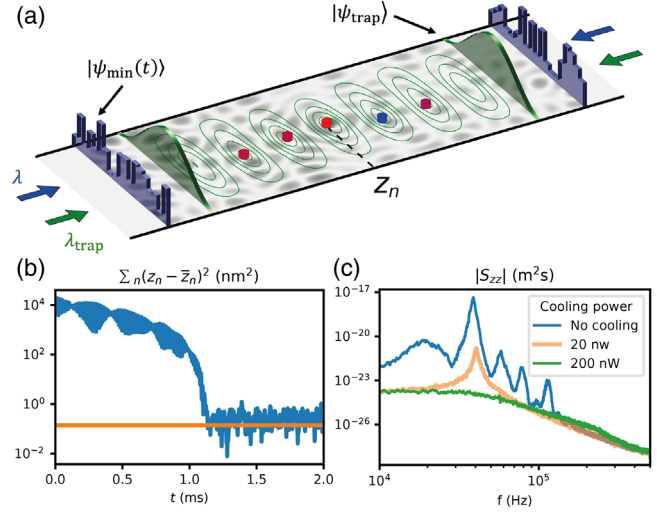 (a)
|ψtrap⟩
|ψmin(t)⟩
zn
λ
λtrap
(b)
∑ n(zn − z̄n)² (nm²)
10⁴
10²
10⁰
10⁻²
0.0 0.5 1.0 1.5 2.0
t (ms)
(c)
|Szz| (m²s)
10⁻¹⁷
10⁻²⁰
10⁻²³
10⁻²⁶
Cooling power
No cooling
20 nw
200 nW
10⁴ 10⁵
f (Hz)